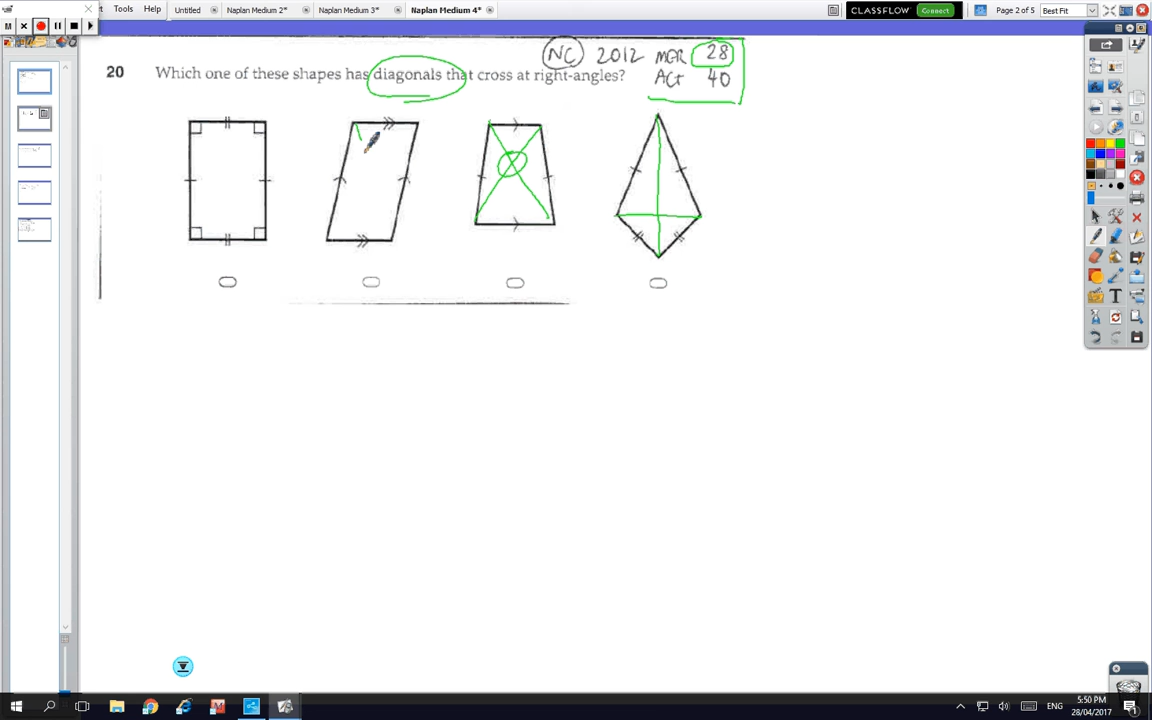 Tools Help Untitled Naplan Medium 2* Naplan Medium 3* Naplan Medium 4* CLASSFLOW Connect Page 2 of 5 Best Fit
NC 2012 MGR 28
ACT 40
20 Which one of these shapes has diagonals that cross at right-angles?
ENG 5:50 PM
28/04/2017